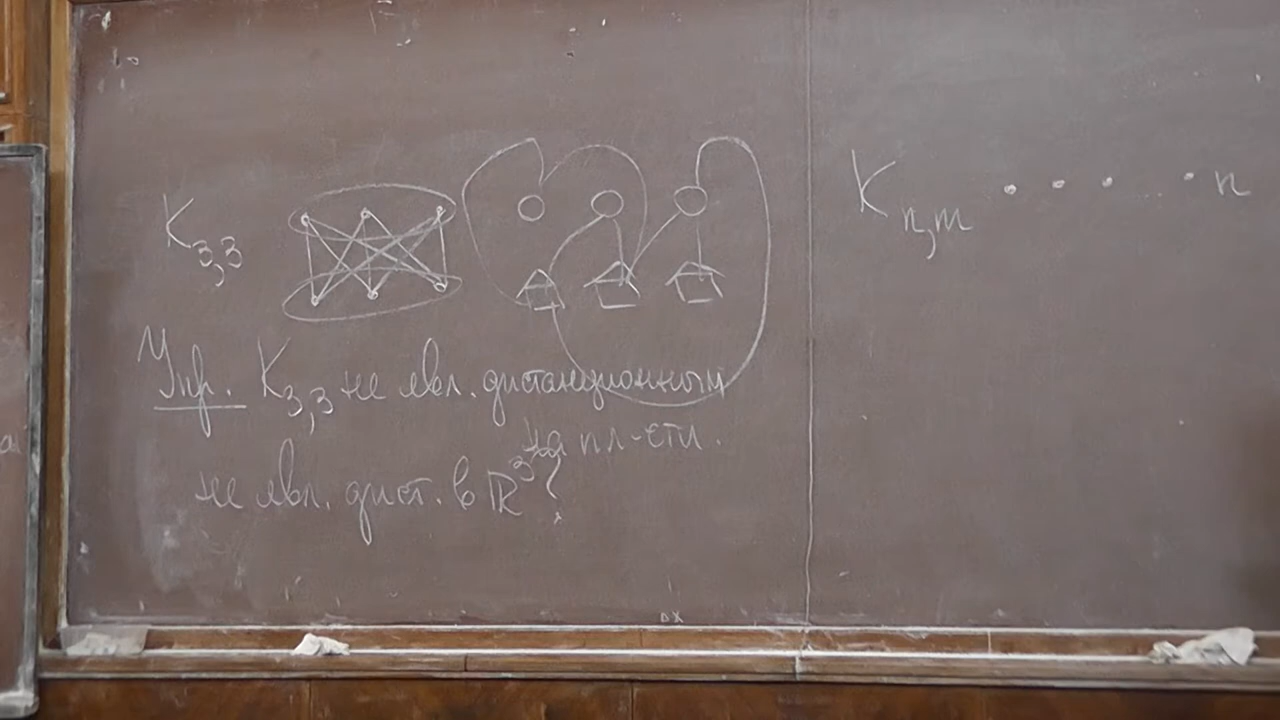 K₃,₃
Упр. K₃,₃ не явл. дистанционным
на пл-сти.
не явл. дист. в ℝ³?
Kₙ,ₘ . . . ... . n